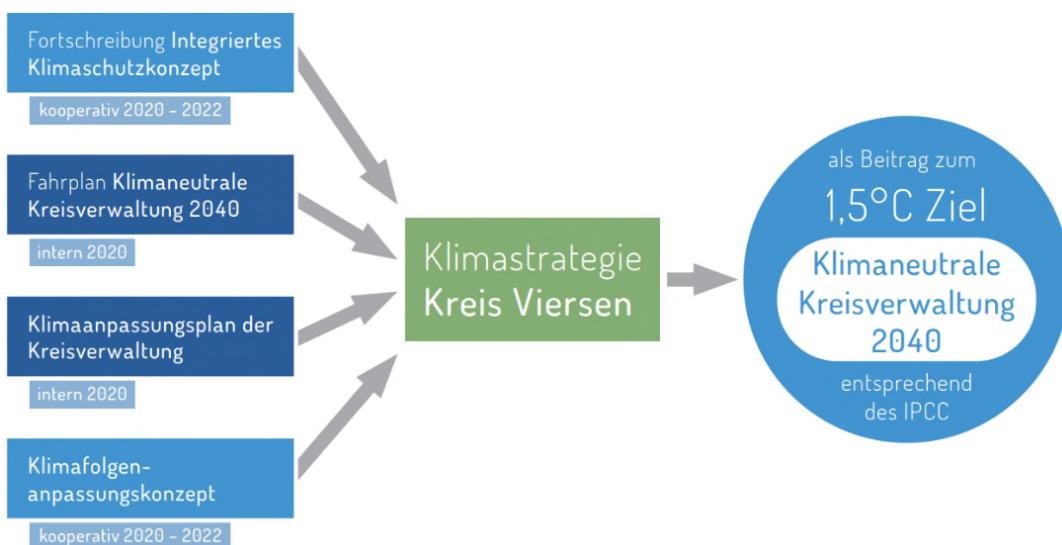 Fortschreibung Integriertes
Klimaschutzkonzept
kooperativ 2020 – 2022
Fahrplan Klimaneutrale
Kreisverwaltung 2040
intern 2020
Klimaanpassungsplan der
Kreisverwaltung
intern 2020
Klimafolgen-
anpassungskonzept
kooperativ 2020 – 2022
Klimastrategie
Kreis Viersen
als Beitrag zum
1,5°C Ziel
Klimaneutrale
Kreisverwaltung
2040
entsprechend
des IPCC